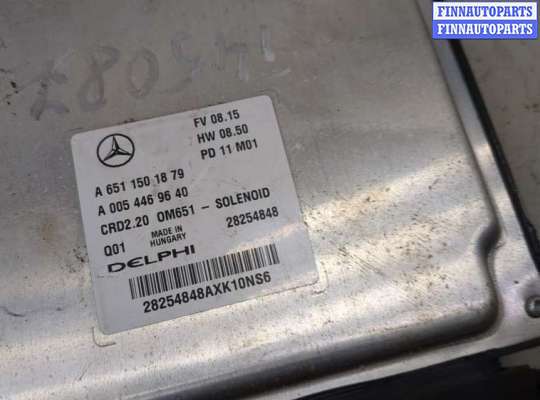 FINNAUTOPARTS
FINNAUTOPARTS
FV 08.15
HW 08.50
PD 11 M01
A 651 150 18 79
A 005 446 96 40
CRD2.20 OM651 - SOLENOID
Q01 MADE IN HUNGARY 28254848
DELPHI
28254848AXK10NS6